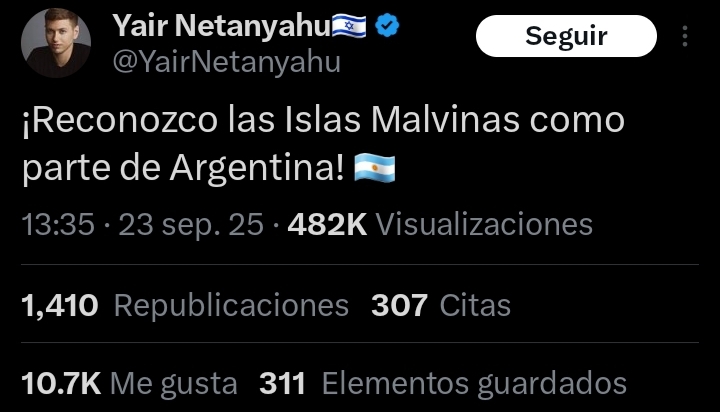 Yair Netanyahu🇮🇱
@YairNetanyahu
Seguir
¡Reconozco las Islas Malvinas como
parte de Argentina! 🇦🇷
13:35 · 23 sep. 25 · 482K Visualizaciones
1,410 Republicaciones 307 Citas
10.7K Me gusta 311 Elementos guardados